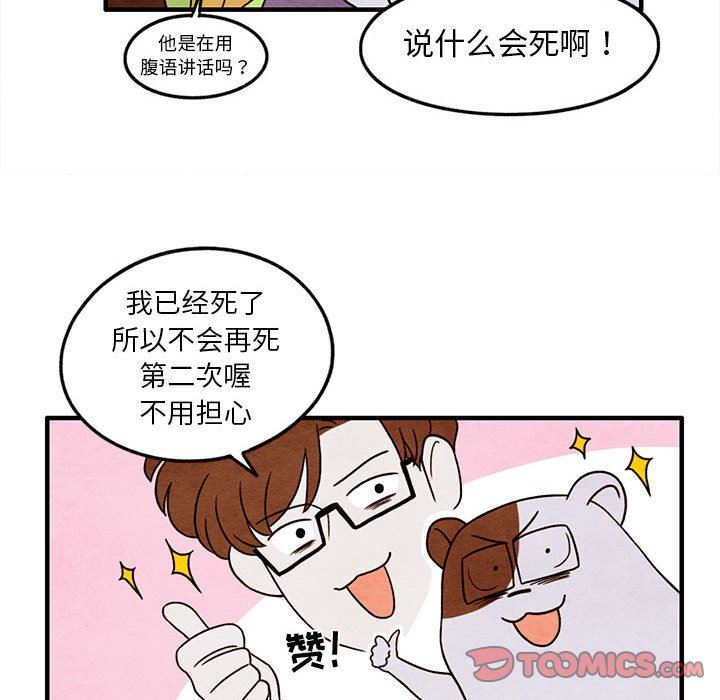 他是在用
腹语讲话吗？
说什么会死啊！
我已经死了
所以不会再死
第二次喔
不用担心
赞！
TOOMICS.COM